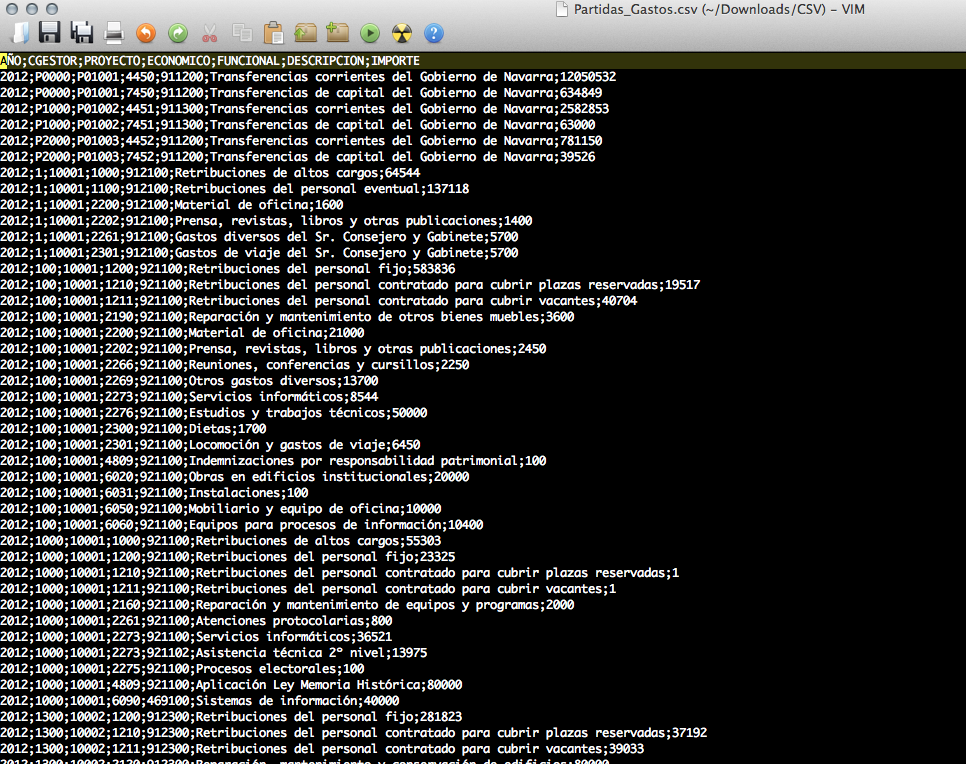 Partidas_Gastos.csv (~/Downloads/CSV) – VIM
AÑO;CGESTOR;PROYECTO;ECONOMICO;FUNCIONAL;DESCRIPCION;IMPORTE
2012;P0000;P01001;4450;911200;Transferencias corrientes del Gobierno de Navarra;12050532
2012;P0000;P01001;7450;911200;Transferencias de capital del Gobierno de Navarra;634849
2012;P1000;P01002;4451;911300;Transferencias corrientes del Gobierno de Navarra;2582853
2012;P1000;P01002;7451;911300;Transferencias de capital del Gobierno de Navarra;63000
2012;P2000;P01003;4452;911200;Transferencias corrientes del Gobierno de Navarra;781150
2012;P2000;P01003;7452;911200;Transferencias de capital del Gobierno de Navarra;39526
2012;1;10001;1000;912100;Retribuciones de altos cargos;64544
2012;1;10001;1100;912100;Retribuciones del personal eventual;137118
2012;1;10001;2200;912100;Material de oficina;1600
2012;1;10001;2202;912100;Prensa, revistas, libros y otras publicaciones;1400
2012;1;10001;2261;912100;Gastos diversos del Sr. Consejero y Gabinete;5700
2012;1;10001;2301;912100;Gastos de viaje del Sr. Consejero y Gabinete;5700
2012;100;10001;1200;921100;Retribuciones del personal fijo;583836
2012;100;10001;1210;921100;Retribuciones del personal contratado para cubrir plazas reservadas;19517
2012;100;10001;1211;921100;Retribuciones del personal contratado para cubrir vacantes;40704
2012;100;10001;2190;921100;Reparación y mantenimiento de otros bienes muebles;3600
2012;100;10001;2200;921100;Material de oficina;21000
2012;100;10001;2202;921100;Prensa, revistas, libros y otras publicaciones;2450
2012;100;10001;2266;921100;Reuniones, conferencias y cursillos;2250
2012;100;10001;2269;921100;Otros gastos diversos;13700
2012;100;10001;2273;921100;Servicios informáticos;8544
2012;100;10001;2276;921100;Estudios y trabajos técnicos;50000
2012;100;10001;2300;921100;Dietas;1700
2012;100;10001;2301;921100;Locomoción y gastos de viaje;6450
2012;100;10001;4809;921100;Indemnizaciones por responsabilidad patrimonial;100
2012;100;10001;6020;921100;Obras en edificios institucionales;20000
2012;100;10001;6031;921100;Instalaciones;100
2012;100;10001;6050;921100;Mobiliario y equipo de oficina;10000
2012;100;10001;6060;921100;Equipos para procesos de información;10400
2012;1000;10001;1000;921100;Retribuciones de altos cargos;55303
2012;1000;10001;1200;921100;Retribuciones del personal fijo;23325
2012;1000;10001;1210;921100;Retribuciones del personal contratado para cubrir plazas reservadas;1
2012;1000;10001;1211;921100;Retribuciones del personal contratado para cubrir vacantes;1
2012;1000;10001;2160;921100;Reparación y mantenimiento de equipos y programas;2000
2012;1000;10001;2261;921100;Atenciones protocolarias;800
2012;1000;10001;2273;921100;Servicios informáticos;36521
2012;1000;10001;2273;921102;Asistencia técnica 2º nivel;13975
2012;1000;10001;2275;921100;Procesos electorales;100
2012;1000;10001;4809;921100;Aplicación Ley Memoria Histórica;80000
2012;1000;10001;6090;469100;Sistemas de información;40000
2012;1300;10002;1200;912300;Retribuciones del personal fijo;281823
2012;1300;10002;1210;912300;Retribuciones del personal contratado para cubrir plazas reservadas;37192
2012;1300;10002;1211;912300;Retribuciones del personal contratado para cubrir vacantes;39033
2012;1300;10002;2120;912300;Reparación, mantenimiento y conservación de edificios;80000